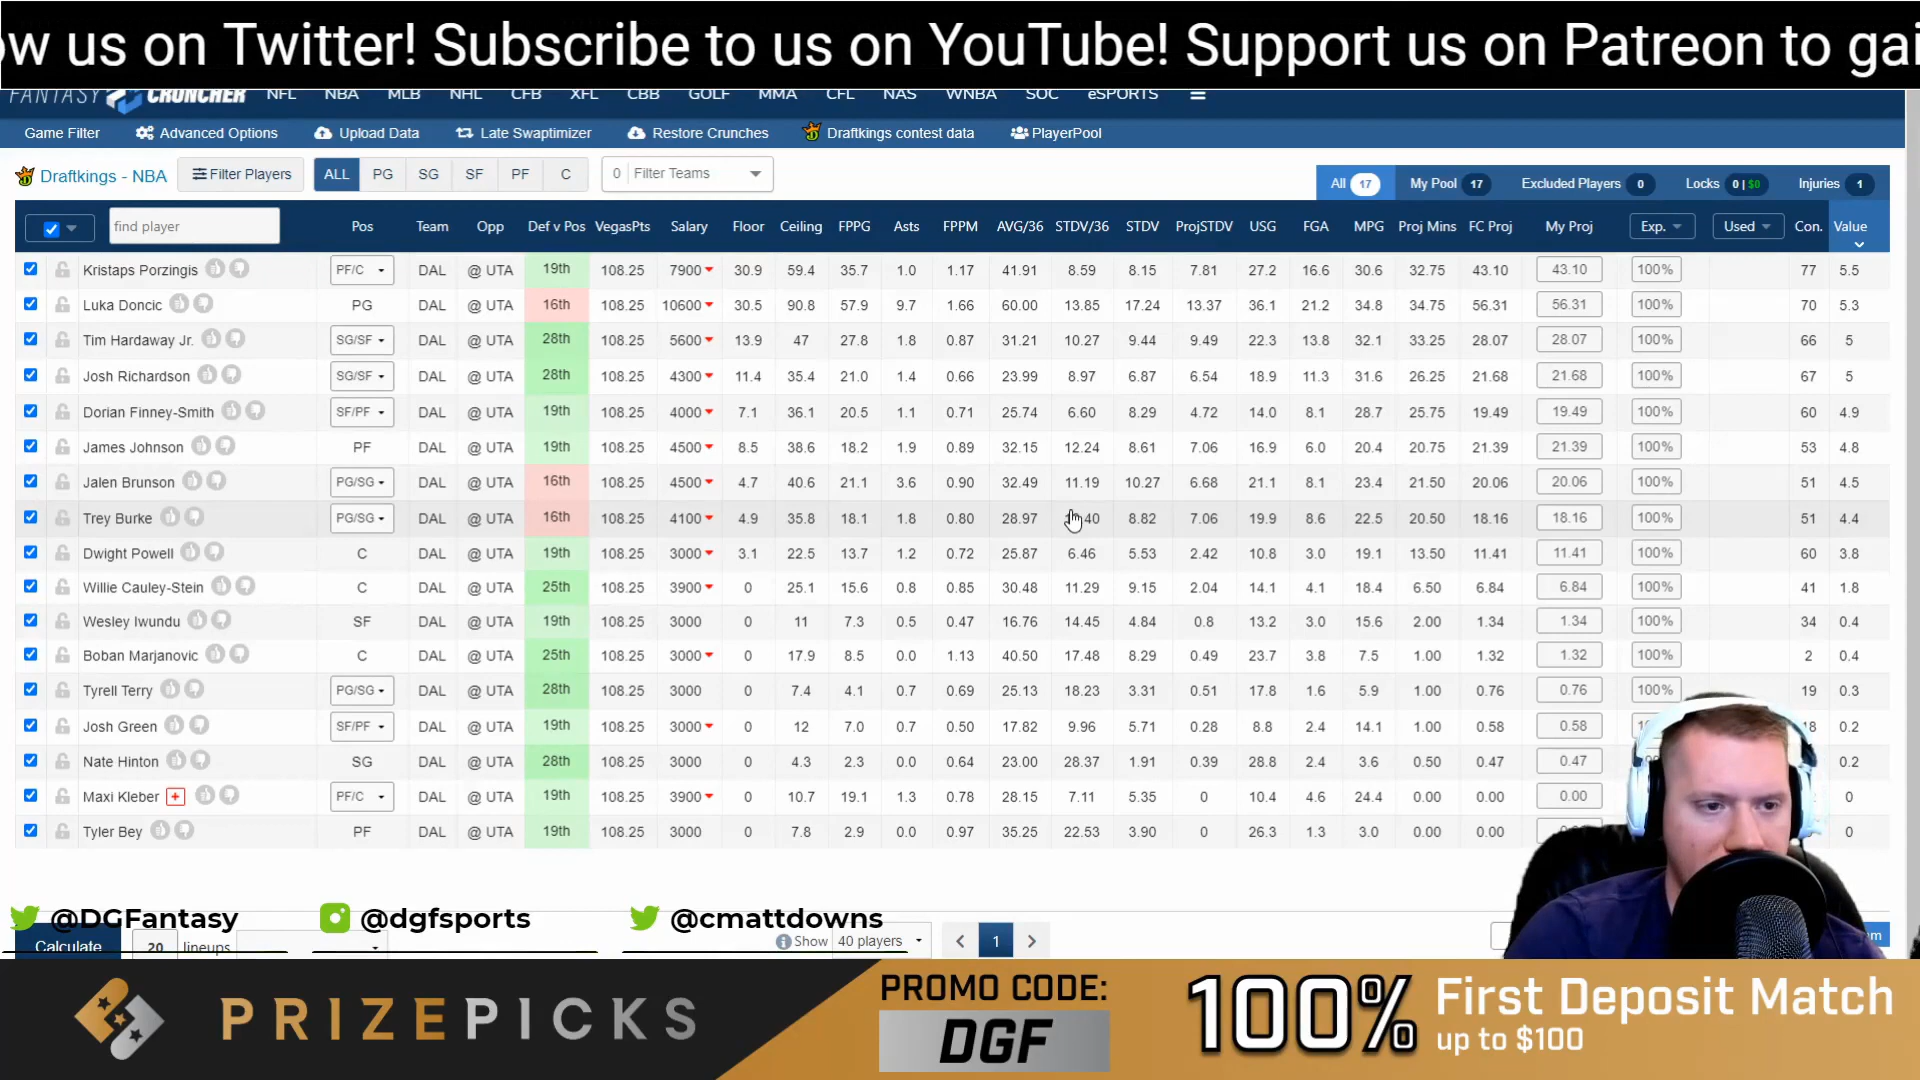 ow us on Twitter! Subscribe to us on YouTube! Support us on Patreon to gai
FANTASY CRUNCHER NFL NBA MLB NHL CFB XFL CBB GOLF MMA CFL NAS WNBA SOC eSPORTS
Game Filter Advanced Options Upload Data Late Swaptimizer Restore Crunches Draftkings contest data PlayerPool
Draftkings - NBA Filter Players ALL PG SG SF PF C 0 Filter Teams
All 17 My Pool 17 Excluded Players 0 Locks 0 | $0 Injuries 1
find player Pos Team Opp Def v Pos VegasPts Salary Floor Ceiling FPPG Asts FPPM AVG/36 STDV/36 STDV ProjSTDV USG FGA MPG Proj Mins FC Proj My Proj Exp. Used Con. Value
Kristaps Porzingis PF/C DAL @ UTA 19th 108.25 7900 30.9 59.4 35.7 1.0 1.17 41.91 8.59 8.15 7.81 27.2 16.6 30.6 32.75 43.10 43.10 100% 77 5.5
Luka Doncic PG DAL @ UTA 16th 108.25 10600 30.5 90.8 57.9 9.7 1.66 60.00 13.85 17.24 13.37 36.1 21.2 34.8 34.75 56.31 56.31 100% 70 5.3
Tim Hardaway Jr. SG/SF DAL @ UTA 28th 108.25 5600 13.9 47 27.8 1.8 0.87 31.21 10.27 9.44 9.49 22.3 13.8 32.1 33.25 28.07 28.07 100% 66 5
Josh Richardson SG/SF DAL @ UTA 28th 108.25 4300 11.4 35.4 21.0 1.4 0.66 23.99 8.97 6.87 6.54 18.9 11.3 31.6 26.25 21.68 21.68 100% 67 5
Dorian Finney-Smith SF/PF DAL @ UTA 19th 108.25 4000 7.1 36.1 20.5 1.1 0.71 25.74 6.60 8.29 4.72 14.0 8.1 28.7 25.75 19.49 19.49 100% 60 4.9
James Johnson PF DAL @ UTA 19th 108.25 4500 8.5 38.6 18.2 1.9 0.89 32.15 12.24 8.61 7.06 16.9 6.0 20.4 20.75 21.39 21.39 100% 53 4.8
Jalen Brunson PG/SG DAL @ UTA 16th 108.25 4500 4.7 40.6 21.1 3.6 0.90 32.49 11.19 10.27 6.68 21.1 8.1 23.4 21.50 20.06 20.06 100% 51 4.5
Trey Burke PG/SG DAL @ UTA 16th 108.25 4100 4.9 35.8 18.1 1.8 0.80 28.97 40 8.82 7.06 19.9 8.6 22.5 20.50 18.16 18.16 100% 51 4.4
Dwight Powell C DAL @ UTA 19th 108.25 3000 3.1 22.5 13.7 1.2 0.72 25.87 6.46 5.53 2.42 10.8 3.0 19.1 13.50 11.41 11.41 100% 60 3.8
Willie Cauley-Stein C DAL @ UTA 25th 108.25 3900 0 25.1 15.6 0.8 0.85 30.48 11.29 9.15 2.04 14.1 4.1 18.4 6.50 6.84 6.84 100% 41 1.8
Wesley Iwundu SF DAL @ UTA 19th 108.25 3000 0 11 7.3 0.5 0.47 16.76 14.45 4.84 0.8 13.2 3.0 15.6 2.00 1.34 1.34 100% 34 0.4
Boban Marjanovic C DAL @ UTA 25th 108.25 3000 0 17.9 8.5 0.0 1.13 40.50 17.48 8.29 0.49 23.7 3.8 7.5 1.00 1.32 1.32 100% 2 0.4
Tyrell Terry PG/SG DAL @ UTA 28th 108.25 3000 0 7.4 4.1 0.7 0.69 25.13 18.23 3.31 0.51 17.8 1.6 5.9 1.00 0.76 0.76 100% 19 0.3
Josh Green SF/PF DAL @ UTA 19th 108.25 3000 0 12 7.0 0.7 0.50 17.82 9.96 5.71 0.28 8.8 2.4 14.1 1.00 0.58 0.58 8 0.2
Nate Hinton SG DAL @ UTA 28th 108.25 3000 0 4.3 2.3 0.0 0.64 23.00 28.37 1.91 0.39 28.8 2.4 3.6 0.50 0.47 0.47 0.2
Maxi Kleber PF/C DAL @ UTA 19th 108.25 3900 0 10.7 19.1 1.3 0.78 28.15 7.11 5.35 0 10.4 4.6 24.4 0.00 0.00 0.00 0
Tyler Bey PF DAL @ UTA 19th 108.25 3000 0 7.8 2.9 0.0 0.97 35.25 22.53 3.90 0 26.3 1.3 3.0 0.00 0.00 0
@DGFantasy @dgfsports @cmattdowns
Calculate 20 lineups Show 40 players 1
PRIZEPICKS
PROMO CODE:
DGF
100% First Deposit Match
up to $100